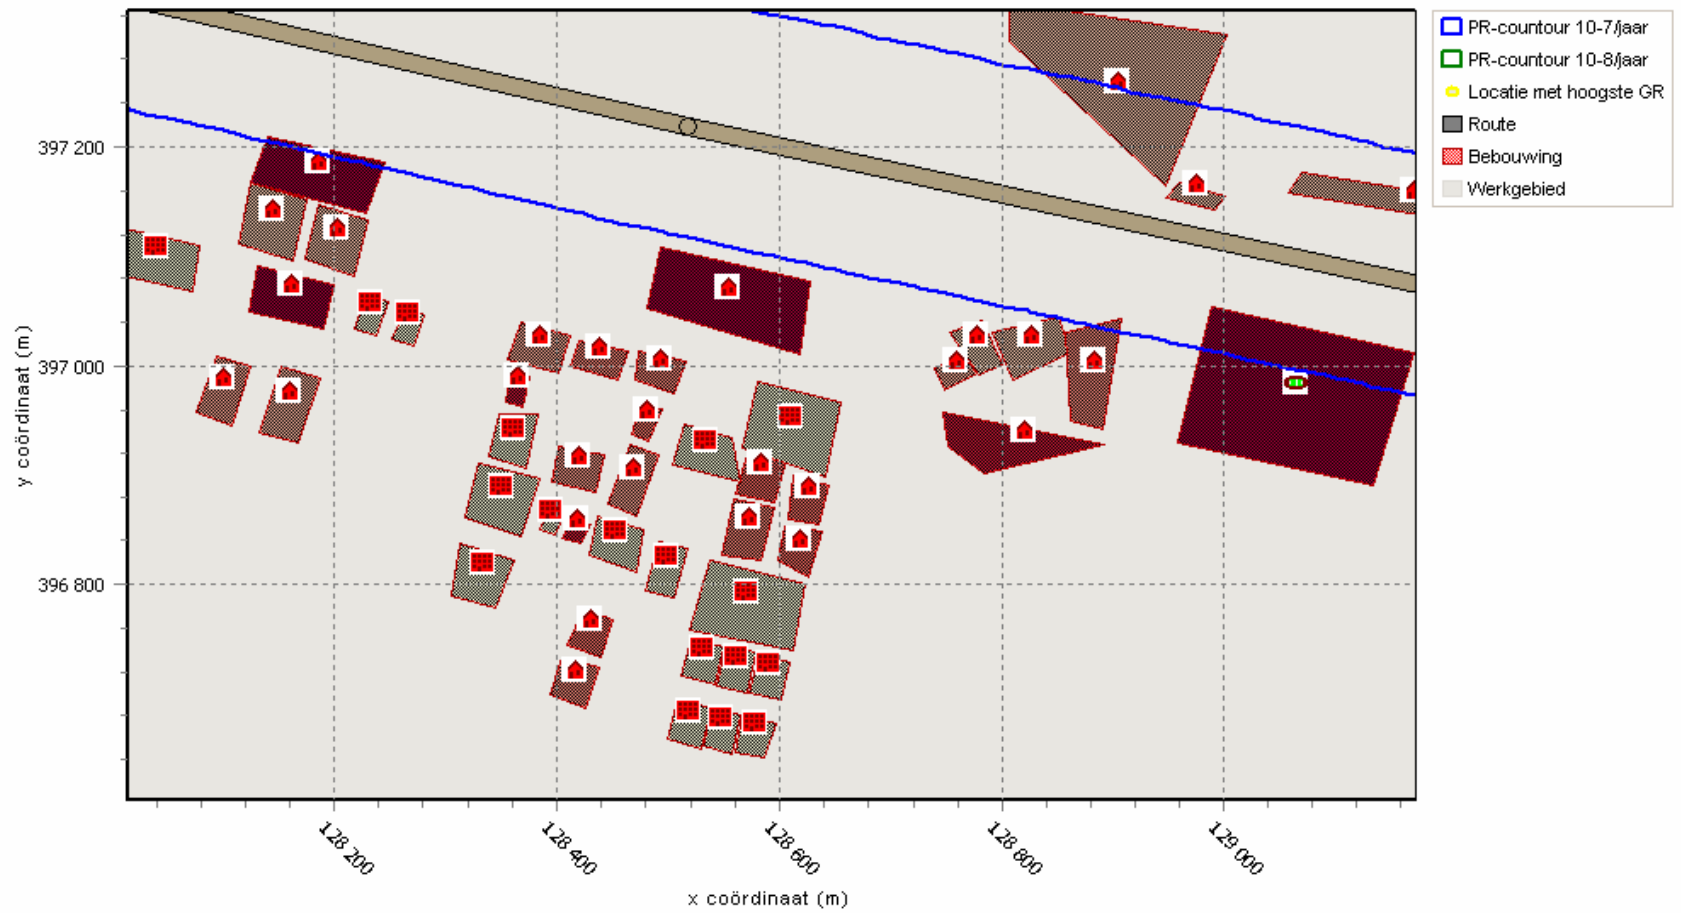 PR-countour 10-7/jaar
PR-countour 10-8/jaar
Locatie met hoogste GR
Route
Bebouwing
Werkgebied
y coördinaat (m)
397 200
397 000
396 800
128 200
128 400
128 600
128 800
129 000
x coördinaat (m)